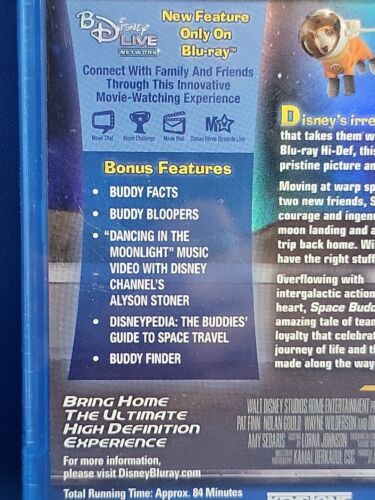 BD Disney
LIVE
NETWORK
New Feature
Only On
Blu-ray™
Connect With Family And Friends
Through This Innovative
Movie-Watching Experience
Movie Chat Movie Challenge Movie Mail Disney Movie Rewards Live
Bonus Features
• BUDDY FACTS
• BUDDY BLOOPERS
• "DANCING IN THE
MOONLIGHT" MUSIC
VIDEO WITH DISNEY
CHANNEL'S
ALYSON STONER
• DISNEYPEDIA: THE BUDDIES'
GUIDE TO SPACE TRAVEL
• BUDDY FINDER
Disney's irre
that takes them w
Blu-ray Hi-Def, this
pristine picture an
Moving at warp sp
two new friends, S
courage and ingen
moon landing and a
trip back home. Wi
have the right stuff
Overflowing with
intergalactic action
heart, Space Budd
amazing tale of team
loyalty that celebrat
journey of life and th
made along the way
BRING HOME
THE ULTIMATE
HIGH DEFINITION
EXPERIENCE
For more information,
please visit DisneyBluray.com
Total Running Time: Approx. 84 Minutes
WALT DISNEY STUDIOS HOME ENTERTAINMENT
PAT FINN NOLAN GOULD WAYNE WILDERSON AND
AMY SEDARIS LORNA JOHNSON
KAMAL DERKAOUI, CSC